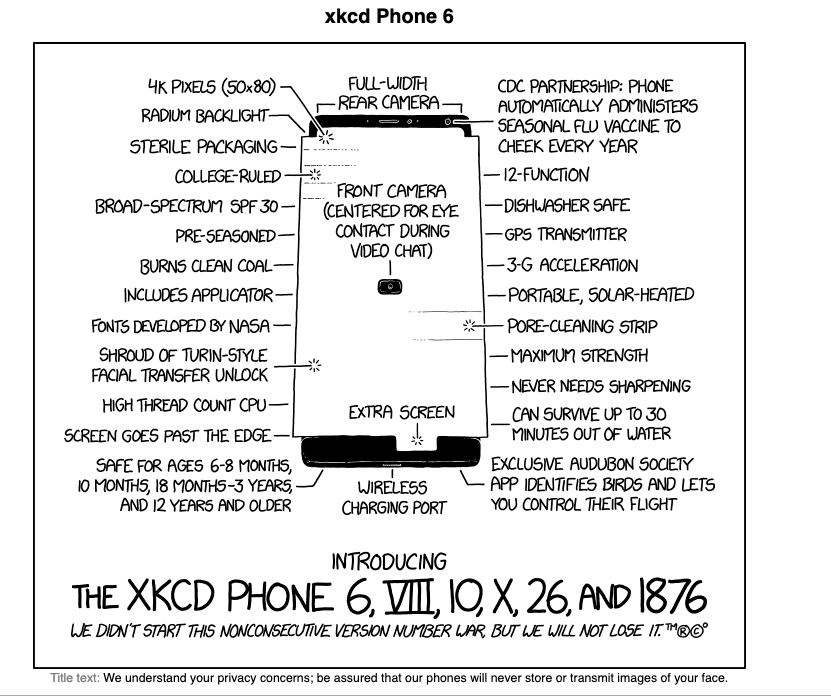 xkcd Phone 6
4K PIXELS (50x80)
RADIUM BACKLIGHT
STERILE PACKAGING
COLLEGE-RULED
BROAD-SPECTRUM SPF 30
PRE-SEASONED
BURNS CLEAN COAL
INCLUDES APPLICATOR
FONTS DEVELOPED BY NASA
SHROUD OF TURIN-STYLE
FACIAL TRANSFER UNLOCK
HIGH THREAD COUNT CPU
SCREEN GOES PAST THE EDGE
SAFE FOR AGES 6-8 MONTHS,
10 MONTHS, 18 MONTHS-3 YEARS,
AND 12 YEARS AND OLDER
FULL-WIDTH
REAR CAMERA
FRONT CAMERA
(CENTERED FOR EYE
CONTACT DURING
VIDEO CHAT)
EXTRA SCREEN
WIRELESS
CHARGING PORT
CDC PARTNERSHIP: PHONE
AUTOMATICALLY ADMINISTERS
SEASONAL FLU VACCINE TO
CHEEK EVERY YEAR
12-FUNCTION
DISHWASHER SAFE
GPS TRANSMITTER
3-G ACCELERATION
PORTABLE, SOLAR-HEATED
PORE-CLEANING STRIP
MAXIMUM STRENGTH
NEVER NEEDS SHARPENING
CAN SURVIVE UP TO 30
MINUTES OUT OF WATER
EXCLUSIVE AUDUBON SOCIETY
APP IDENTIFIES BIRDS AND LETS
YOU CONTROL THEIR FLIGHT
INTRODUCING
THE XKCD PHONE 6, VIII, 10, X, 26, AND 1876
WE DIDN'T START THIS NONCONSECUTIVE VERSION NUMBER WAR, BUT WE WILL NOT LOSE IT.™®©°
Title text: We understand your privacy concerns; be assured that our phones will never store or transmit images of your face.